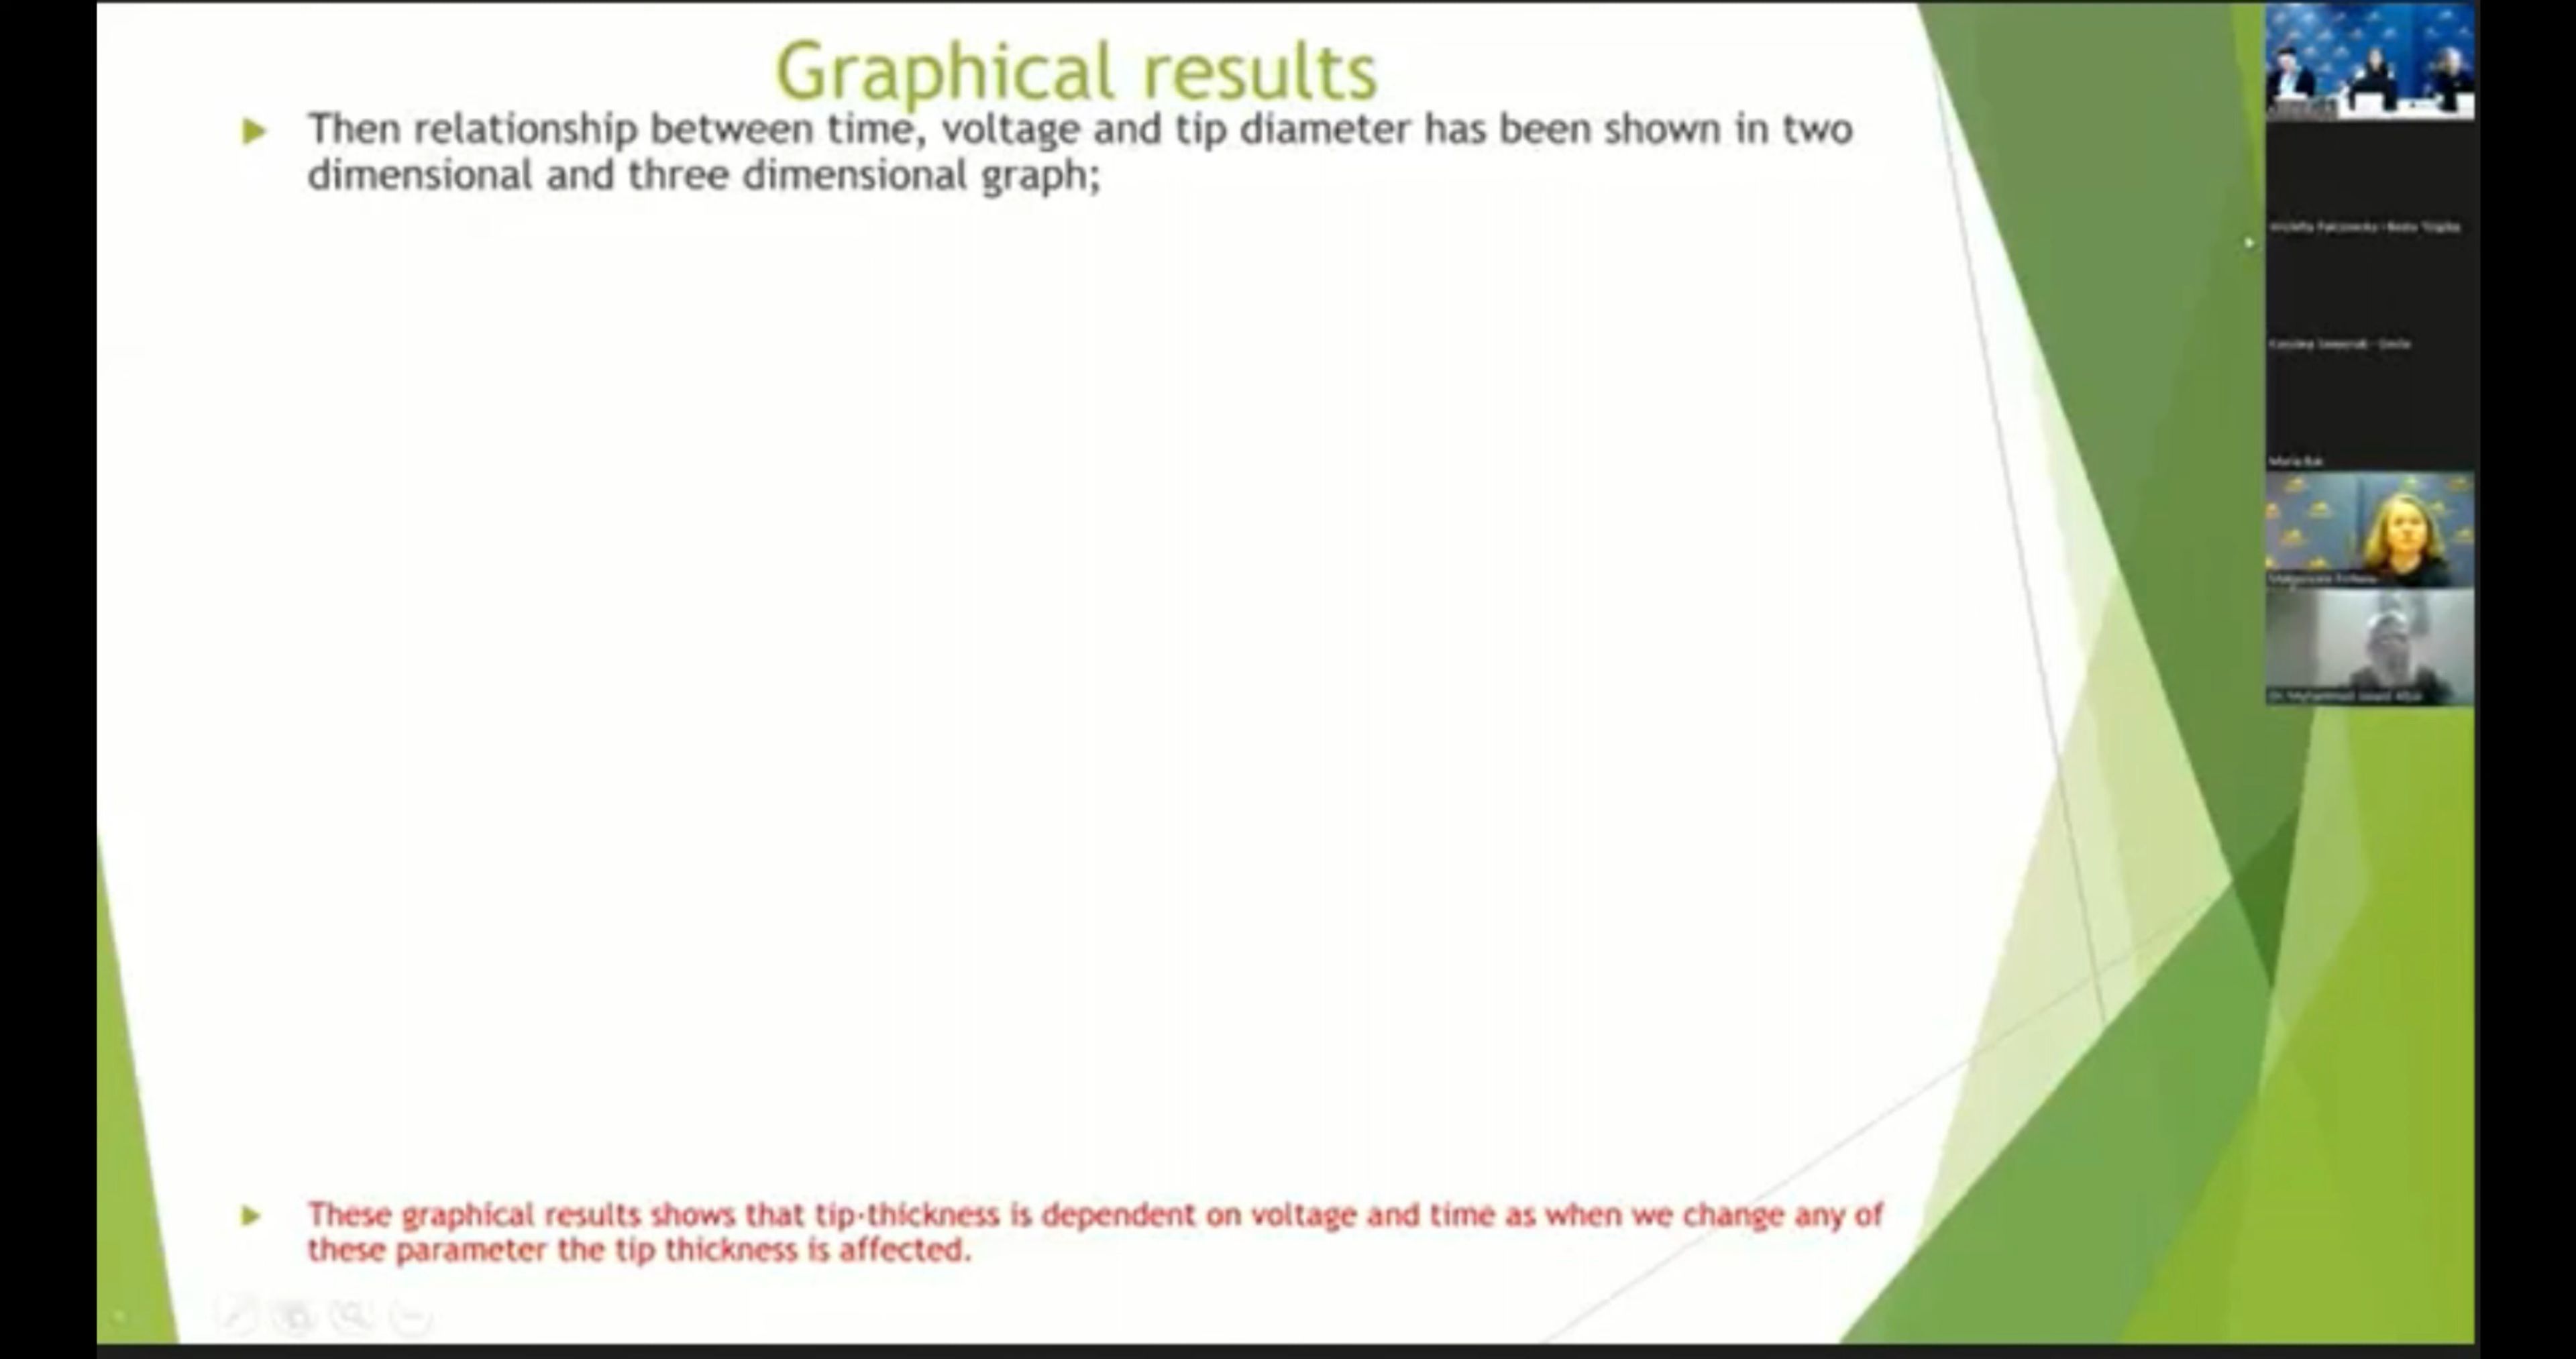 Graphical results
Then relationship between time, voltage and tip diameter has been shown in two
dimensional and three dimensional graph;
These graphical results shows that tip-thickness is dependent on voltage and time as when we change any of
these parameter the tip thickness is affected.